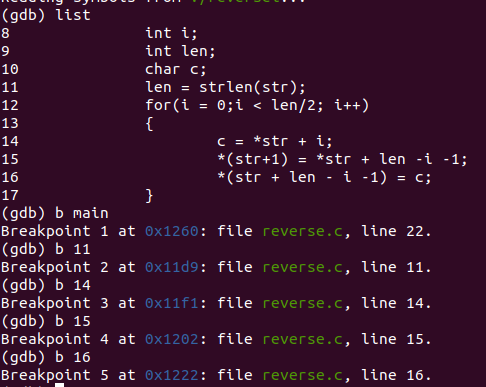 Reading symbols from ./reverse1...
(gdb) list
8 int i;
9 int len;
10 char c;
11 len = strlen(str);
12 for(i = 0;i < len/2; i++)
13 {
14 c = *str + i;
15 *(str+1) = *str + len -i -1;
16 *(str + len - i -1) = c;
17 }
(gdb) b main
Breakpoint 1 at 0x1260: file reverse.c, line 22.
(gdb) b 11
Breakpoint 2 at 0x11d9: file reverse.c, line 11.
(gdb) b 14
Breakpoint 3 at 0x11f1: file reverse.c, line 14.
(gdb) b 15
Breakpoint 4 at 0x1202: file reverse.c, line 15.
(gdb) b 16
Breakpoint 5 at 0x1222: file reverse.c, line 16.